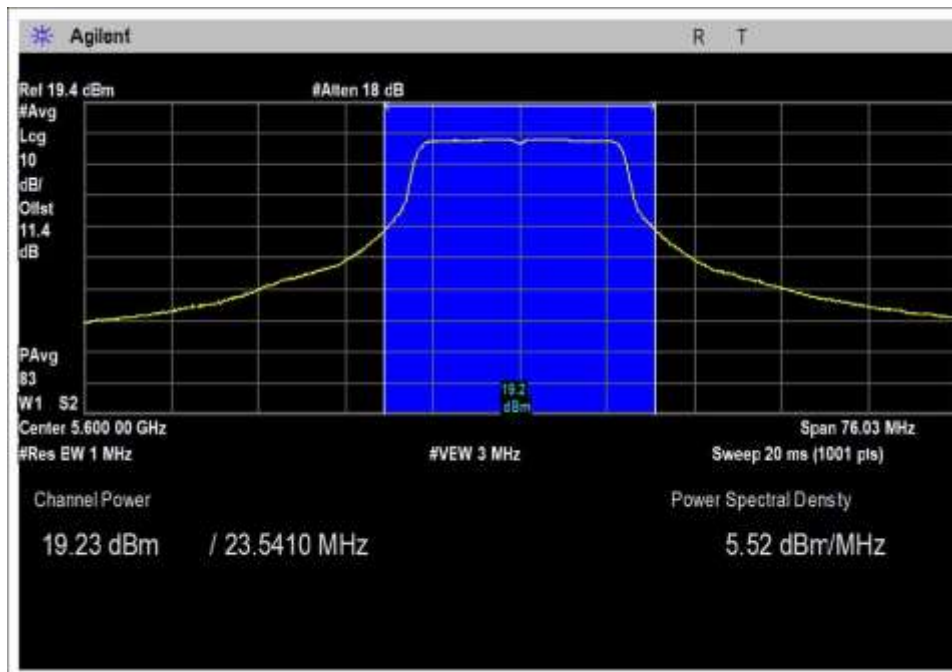 Agilent R T
Ref 19.4 dBm #Atten 18 dB
#Avg
Log
10
dB/
Offst
11.4
dB
PAvg
83
W1 S2
19.2
dBm
Center 5.600 00 GHz Span 76.03 MHz
#Res BW 1 MHz #VBW 3 MHz Sweep 20 ms (1001 pts)
Channel Power Power Spectral Density
19.23 dBm / 23.5410 MHz 5.52 dBm/MHz